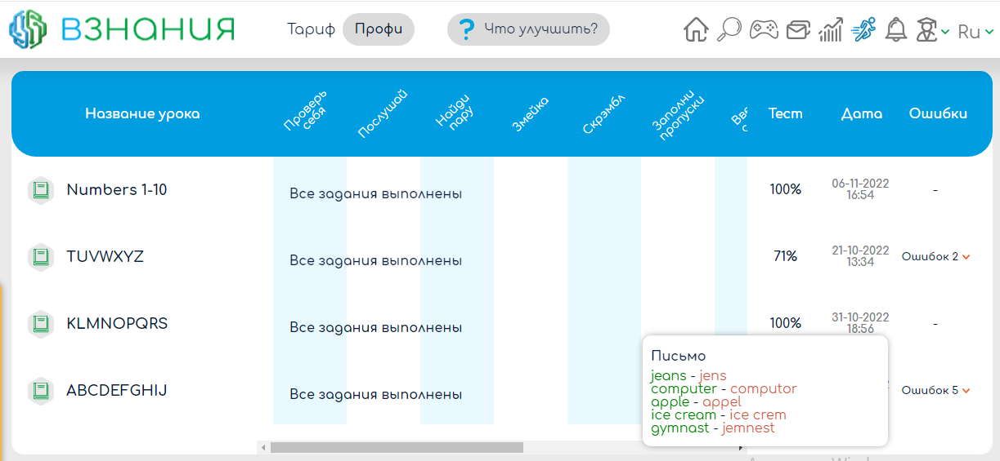 ВЗНАНИЯ
Тариф Профи
Что улучшить?
Ru
Название урока
Проверь
себя
Послушай
Найди
пару
Змейка
Скрэмбл
Заполни
пропуски
Тест
Дата
Ошибки
Numbers 1-10
Все задания выполнены
100%
06-11-2022
16:54
-
TUVWXYZ
Все задания выполнены
71%
21-10-2022
13:34
Ошибок 2
KLMNOPQRS
Все задания выполнены
100%
31-10-2022
18:56
-
ABCDEFGHIJ
Все задания выполнены
Ошибок 5
Письмо
jeans - jens
computer - computor
apple - appel
ice cream - ice crem
gymnast - jemnest